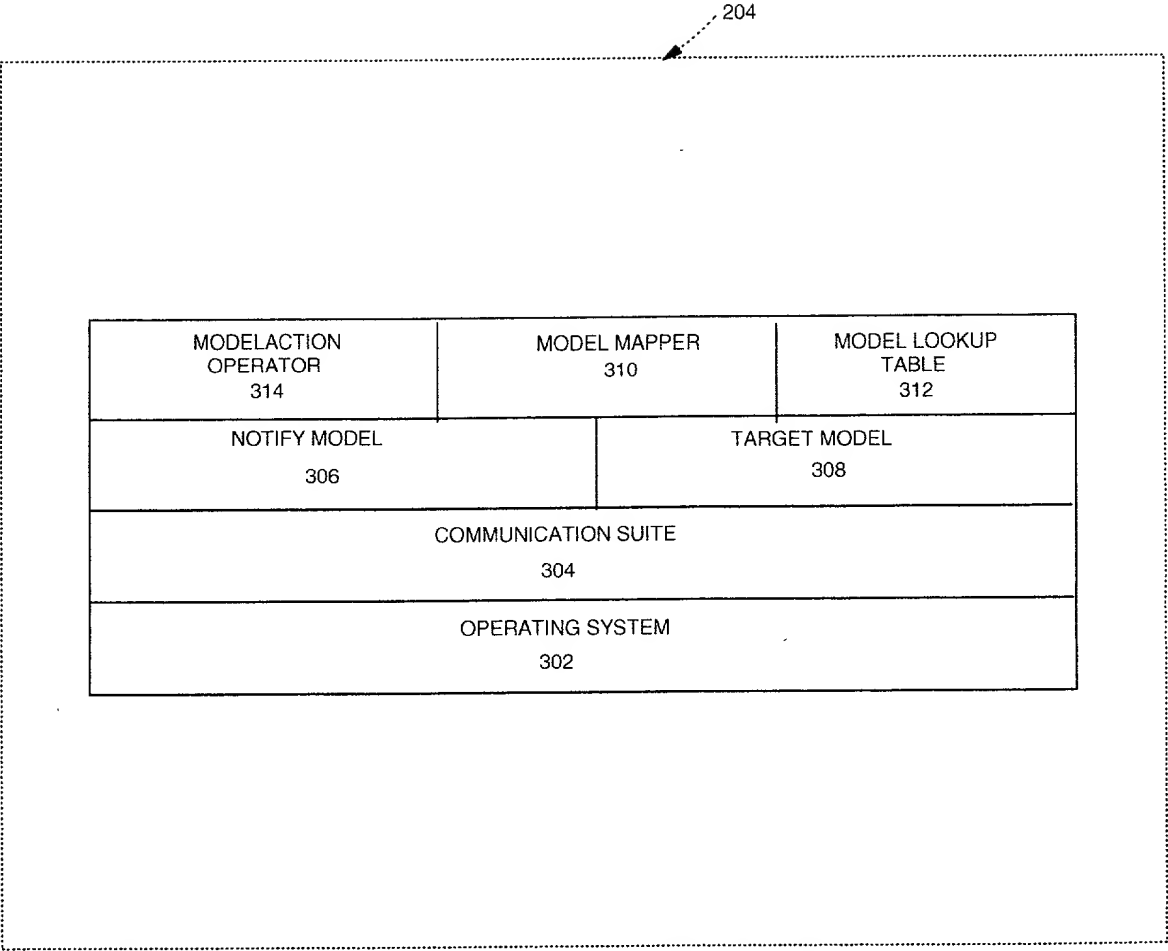 204
MODELACTION
OPERATOR
314
MODEL MAPPER
310
MODEL LOOKUP
TABLE
312
NOTIFY MODEL
306
TARGET MODEL
308
COMMUNICATION SUITE
304
OPERATING SYSTEM
302